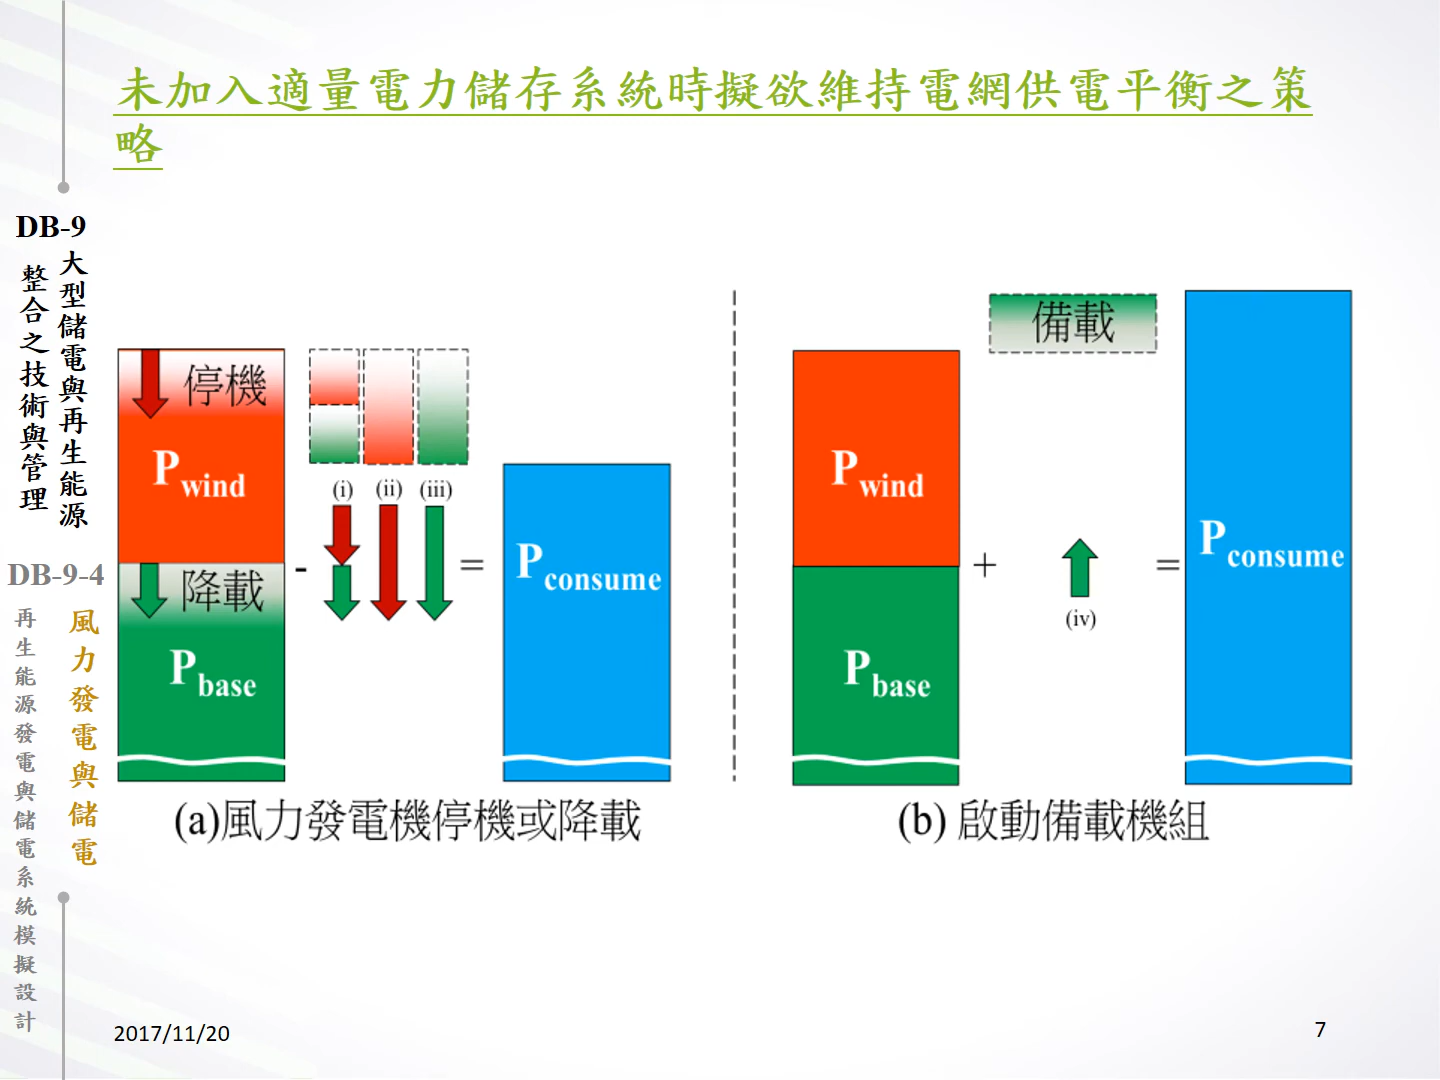 未加入適量電力儲存系統時擬欲維持電網供電平衡之策
略
DB-9
大型儲電與再生能源
整合之技術與管理
DB-9-4
風力發電與儲電
再生能源發電與儲電系統模擬設計
停機
P wind
降載
P base
-
(i) (ii) (iii)
=
P consume
(a)風力發電機停機或降載
P wind
P base
+
備載
(iv)
=
P consume
(b) 啟動備載機組
2017/11/20
7